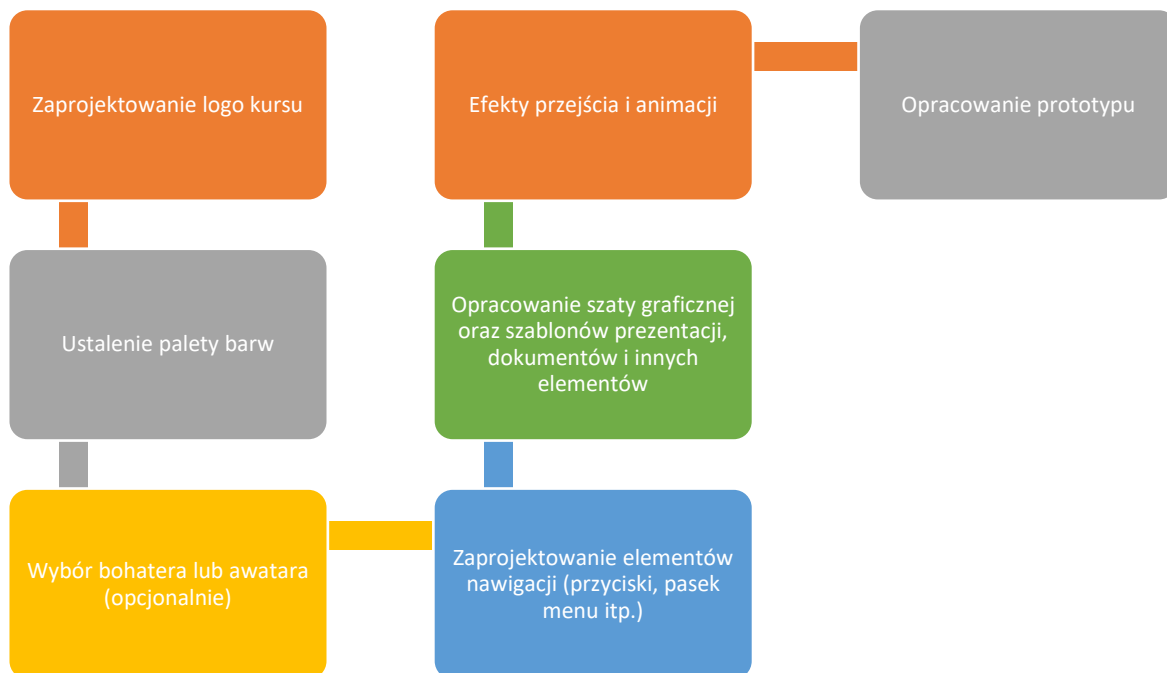 Zaprojektowanie logo kursu
Ustalenie palety barw
Wybór bohatera lub awatara
(opcjonalnie)
Zaprojektowanie elementów
nawigacji (przyciski, pasek
menu itp.)
Opracowanie szaty graficznej
oraz szablonów prezentacji,
dokumentów i innych
elementów
Efekty przejścia i animacji
Opracowanie prototypu